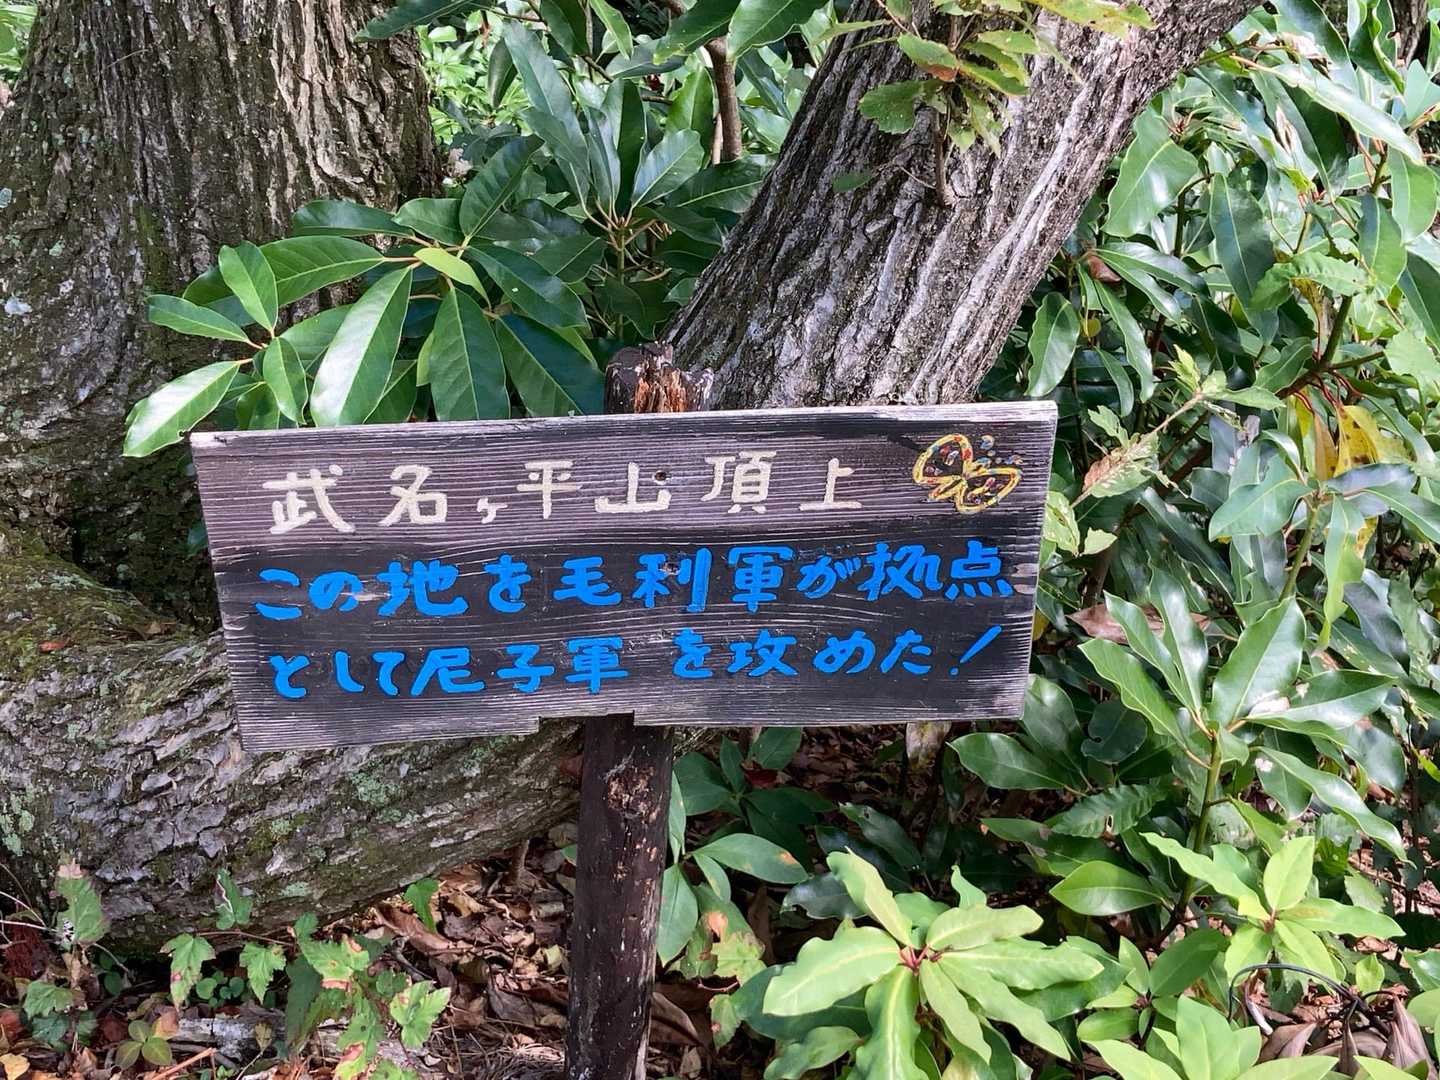 武名ヶ平山頂上
この地を毛利軍が拠点
として尼子軍を攻めた!